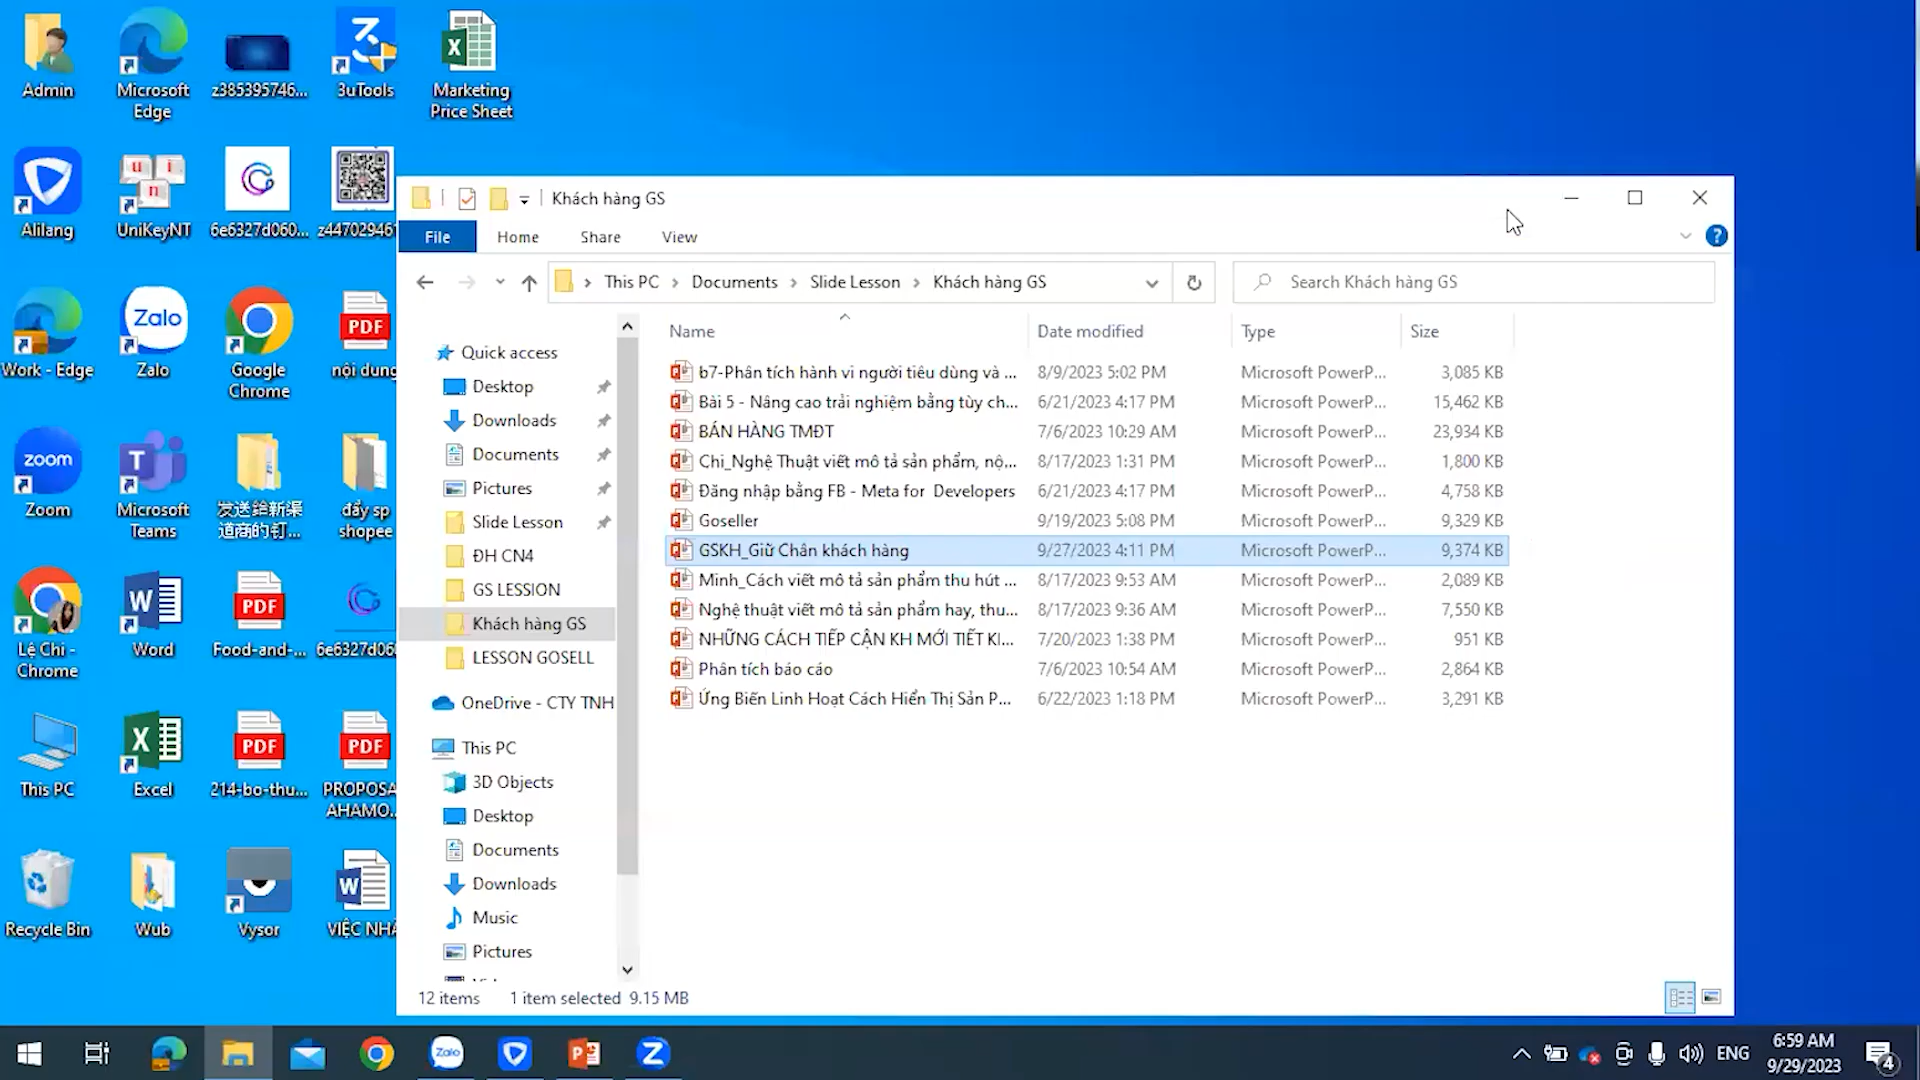 Admin
Microsoft
Edge
z385395746...
3uTools
Marketing
Price Sheet
Alilang
UniKeyNT
6e6327d060...
Work - Edge
Zalo
Zalo
Google
Chrome
PDF
nội dung
zoom
Zoom
Microsoft
Teams
发送给新渠
道商的钉...
đẩy sp
shopee
Lệ Chi -
Chrome
Word
PDF
Food-and-...
6e6327d06
This PC
Excel
PDF
214-bo-thu...
PDF
PROPOSA
AHAMO...
Recycle Bin
Wub
Vysor
VIỆC NHÀ
Khách hàng GS
File Home Share View
This PC > Documents > Slide Lesson > Khách hàng GS
Search Khách hàng GS
Quick access
Desktop
Downloads
Documents
Pictures
Slide Lesson
ĐH CN4
GS LESSION
Khách hàng GS
LESSON GOSELL
OneDrive - CTY TNH
This PC
3D Objects
Desktop
Documents
Downloads
Music
Pictures
Name Date modified Type Size
b7-Phân tích hành vi người tiêu dùng và ... 8/9/2023 5:02 PM Microsoft PowerP... 3,085 KB
Bài 5 - Nâng cao trải nghiệm bằng tùy ch... 6/21/2023 4:17 PM Microsoft PowerP... 15,462 KB
BÁN HÀNG TMĐT 7/6/2023 10:29 AM Microsoft PowerP... 23,934 KB
Chi_Nghệ Thuật viết mô tả sản phẩm, nộ... 8/17/2023 1:31 PM Microsoft PowerP... 1,800 KB
Đăng nhập bằng FB - Meta for Developers 6/21/2023 4:17 PM Microsoft PowerP... 4,758 KB
Goseller 9/19/2023 5:08 PM Microsoft PowerP... 9,329 KB
GSKH_Giữ Chân khách hàng 9/27/2023 4:11 PM Microsoft PowerP... 9,374 KB
Minh_Cách viết mô tả sản phẩm thu hút ... 8/17/2023 9:53 AM Microsoft PowerP... 2,089 KB
Nghệ thuật viết mô tả sản phẩm hay, thu... 8/17/2023 9:36 AM Microsoft PowerP... 7,550 KB
NHỮNG CÁCH TIẾP CẬN KH MỚI TIẾT KI... 7/20/2023 1:38 PM Microsoft PowerP... 951 KB
Phân tích báo cáo 7/6/2023 10:54 AM Microsoft PowerP... 2,864 KB
Ứng Biến Linh Hoạt Cách Hiển Thị Sản P... 6/22/2023 1:18 PM Microsoft PowerP... 3,291 KB
12 items 1 item selected 9.15 MB
Zalo
ENG
6:59 AM
9/29/2023
4